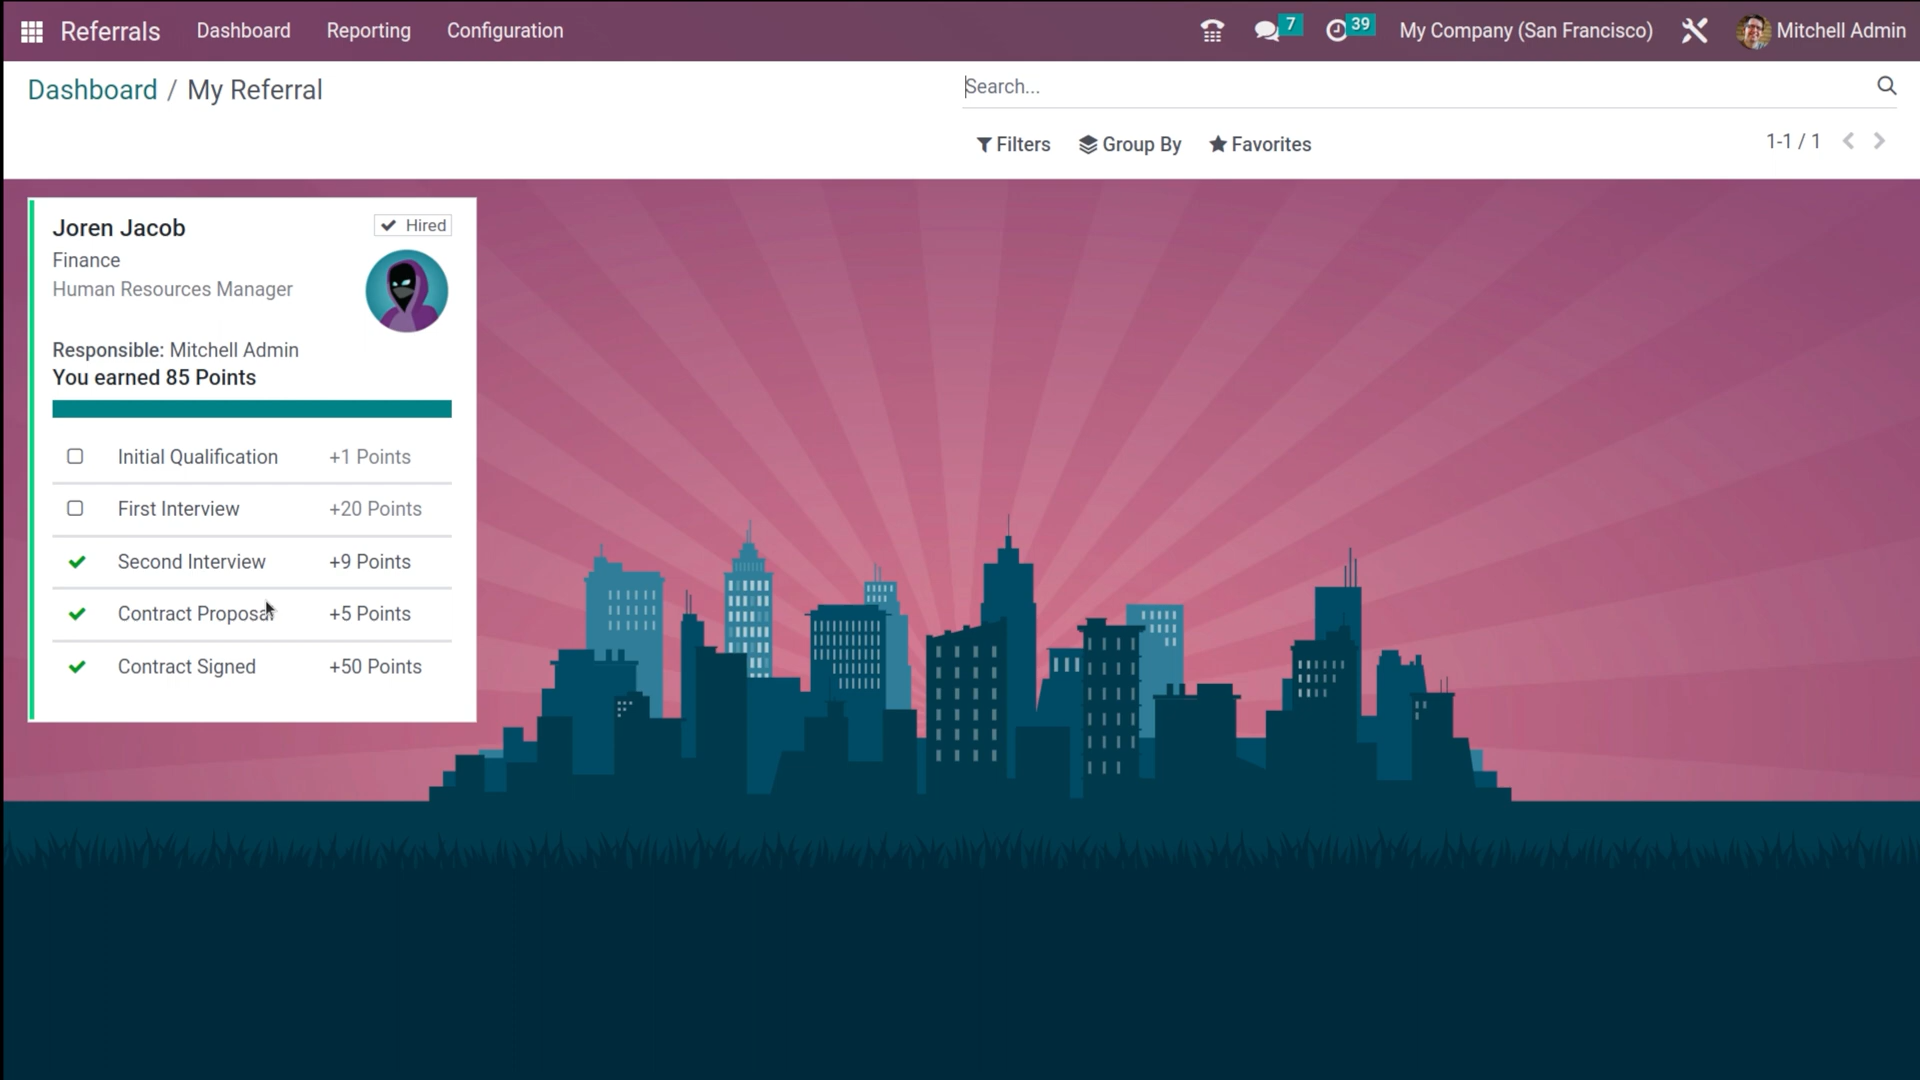 Referrals Dashboard Reporting Configuration 7 39 My Company (San Francisco) Mitchell Admin
Dashboard / My Referral
Search...
Filters Group By Favorites 1-1 / 1
Joren Jacob Hired
Finance
Human Resources Manager
Responsible: Mitchell Admin
You earned 85 Points
Initial Qualification +1 Points
First Interview +20 Points
Second Interview +9 Points
Contract Proposal +5 Points
Contract Signed +50 Points